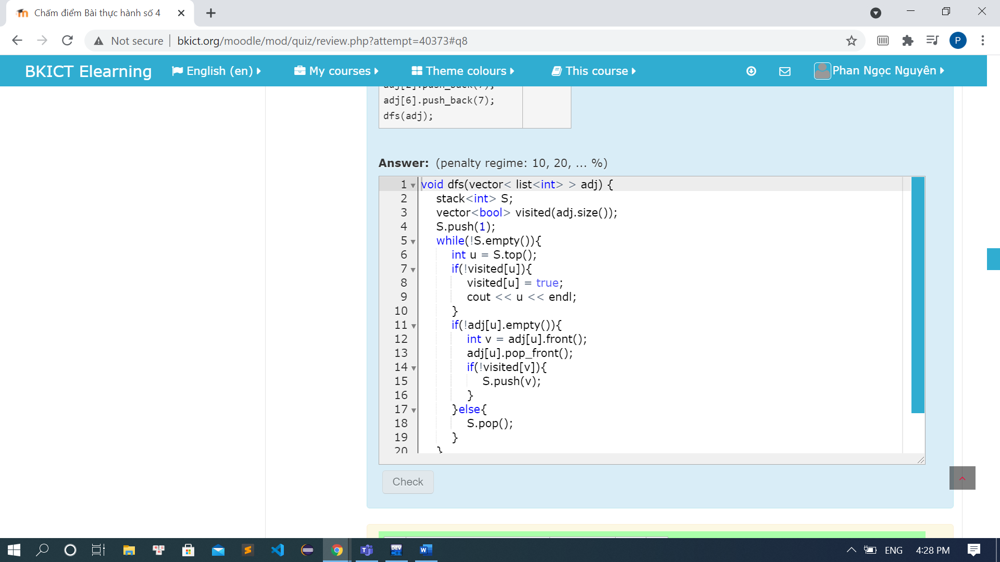 Chấm điểm Bài thực hành số 4
Not secure
bkict.org/moodle/mod/quiz/review.php?attempt=40373#q8
P
BKICT Elearning
English (en)
My courses
Theme colours
This course
Phan Ngọc Nguyên
adj[2].push_back(7);
adj[6].push_back(7);
dfs(adj);
Answer: (penalty regime: 10, 20, ... %)
1 void dfs(vector< list<int> > adj) {
2 stack<int> S;
3 vector<bool> visited(adj.size());
4 S.push(1);
5 while(!S.empty()){
6 int u = S.top();
7 if(!visited[u]){
8 visited[u] = true;
9 cout << u << endl;
10 }
11 if(!adj[u].empty()){
12 int v = adj[u].front();
13 adj[u].pop_front();
14 if(!visited[v]){
15 S.push(v);
16 }
17 }else{
18 S.pop();
19 }
20 }
Check
DEV
ENG
4:28 PM